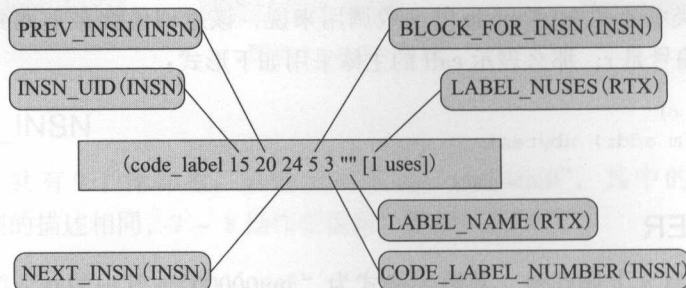 PREV_INSN(INSN)
BLOCK_FOR_INSN(INSN)
INSN_UID(INSN)
LABEL_NUSES(RTX)
(code_label 15 20 24 5 3 "" [1 uses])
LABEL_NAME(RTX)
NEXT_INSN(INSN)
CODE_LABEL_NUMBER(INSN)